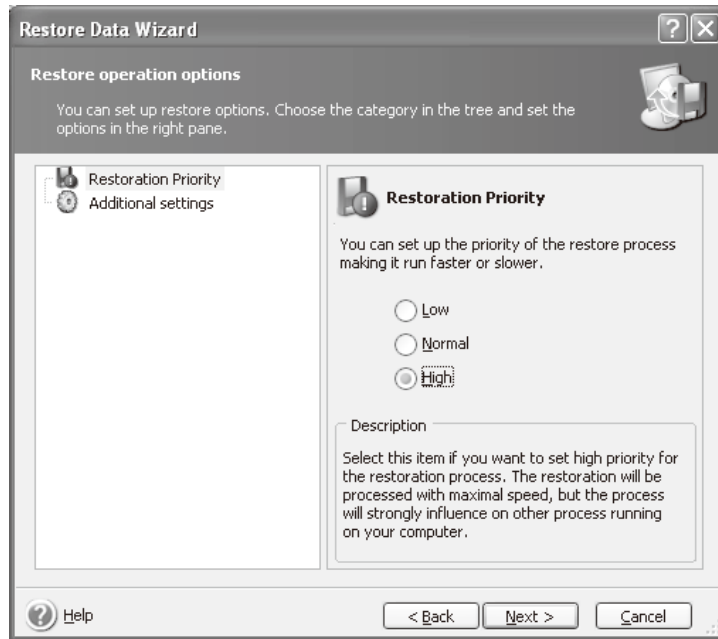 Restore Data Wizard
Restore operation options
You can set up restore options. Choose the category in the tree and set the
options in the right pane.
Restoration Priority
Additional settings
Restoration Priority
You can set up the priority of the restore process
making it run faster or slower.
Low
Normal
High
Description
Select this item if you want to set high priority for
the restoration process. The restoration will be
processed with maximal speed, but the process
will strongly influence on other process running
on your computer.
Help
< Back
Next >
Cancel